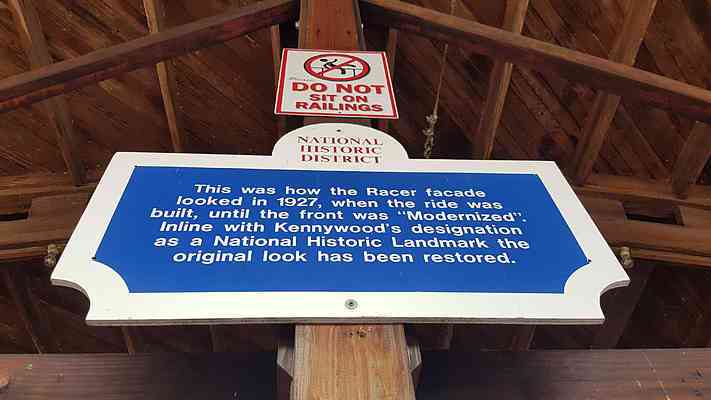 DO NOT
SIT ON
RAILINGS
NATIONAL
HISTORIC
DISTRICT
This was how the Racer facade
looked in 1927, when the ride was
built, until the front was "Modernized".
Inline with Kennywood's designation
as a National Historic Landmark the
original look has been restored.